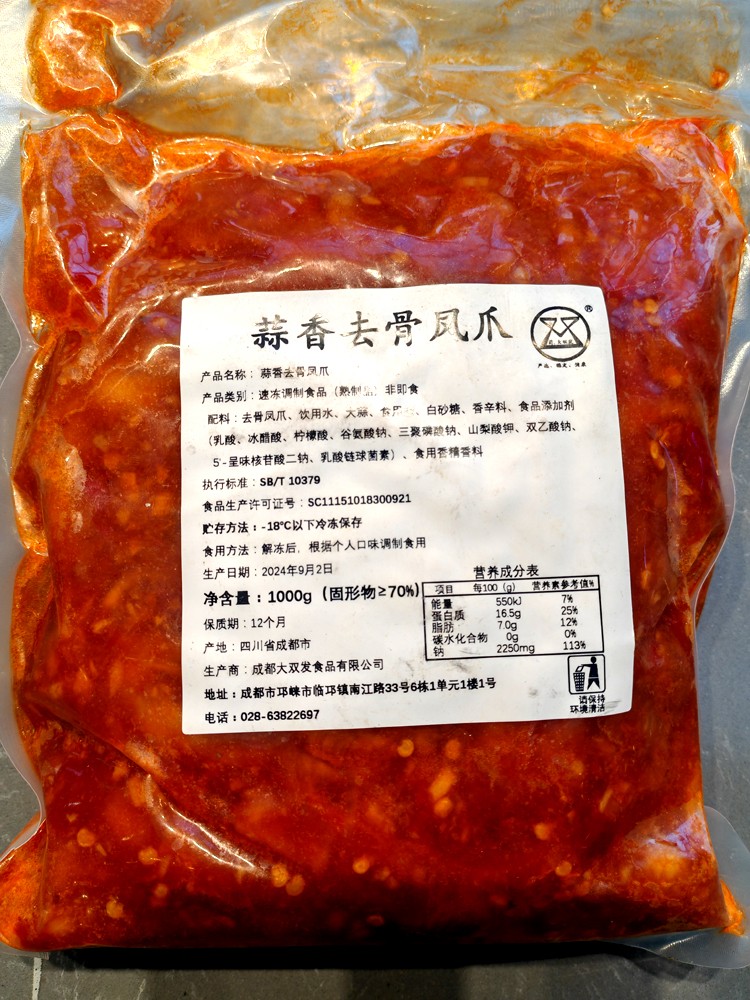 蒜香去骨凤爪
®
产品名称：蒜香去骨凤爪
产品类别：速冻调制食品（熟制品）非即食
配料：去骨凤爪、饮用水、大蒜、食用 、白砂糖、香辛料、食品添加剂
（乳酸、冰醋酸、柠檬酸、谷氨酸钠、三聚磷酸钠、山梨酸钾、双乙酸钠、
5'-呈味核苷酸二钠、乳酸链球菌素）、食用香精香料
执行标准：SB/T 10379
食品生产许可证号：SC11151018300921
贮存方法：-18℃以下冷冻保存
食用方法：解冻后，根据个人口味调制食用
生产日期：2024年9月2日
净含量：1000g（固形物≥70%）
保质期：12个月
产地：四川省成都市
生产商：成都大双发食品有限公司
地址：成都市邛崃市临邛镇南江路33号6栋1单元1楼1号
电话：028-63822697
营养成分表
项目 每100（g） 营养素参考值%
能量 550kJ 7%
蛋白质 16.5g 25%
脂肪 7.0g 12%
碳水化合物 0g 0%
钠 2250mg 113%
请保持
环境清洁